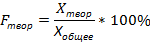 F_твор = X_твор / X_общее * 100%